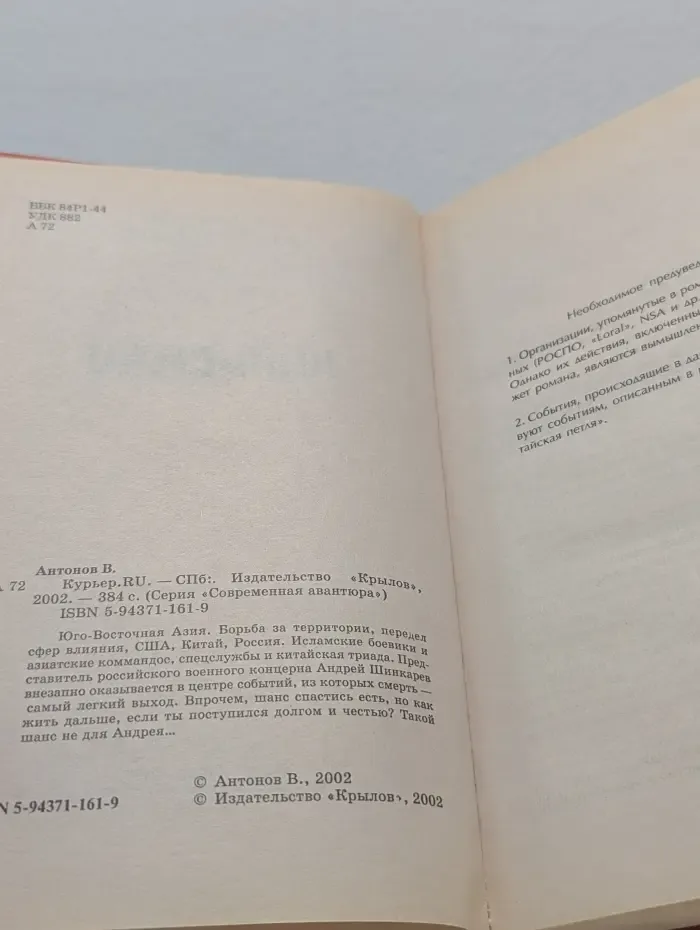 ББК 84Р1-44
УДК 882
А 72
Антонов В.
А 72 Курьер.RU. — СПб:. Издательство «Крылов»,
2002. — 384 с. (Серия «Современная авантюра»)
ISBN 5-94371-161-9
Юго-Восточная Азия. Борьба за территории, передел
сфер влияния, США, Китай, Россия. Исламские боевики и
азиатские коммандос, спецслужбы и китайская триада. Пред-
ставитель российского военного концерна Андрей Шинкарев
внезапно оказывается в центре событий, из которых смерть —
самый легкий выход. Впрочем, шанс спастись есть, но как
жить дальше, если ты поступился долгом и честью? Такой
шанс не для Андрея...
N 5-94371-161-9
© Антонов В., 2002
© Издательство «Крылов», 2002
Необходимое предувед
1. Организации, упомянутые в ром
ных (РОСПО, «Loral», NSA и др.
Однако их действия, включенны
жет романа, являются вымышлен
2. События, происходящие в да
вуют событиям, описанным в
тайская петля».